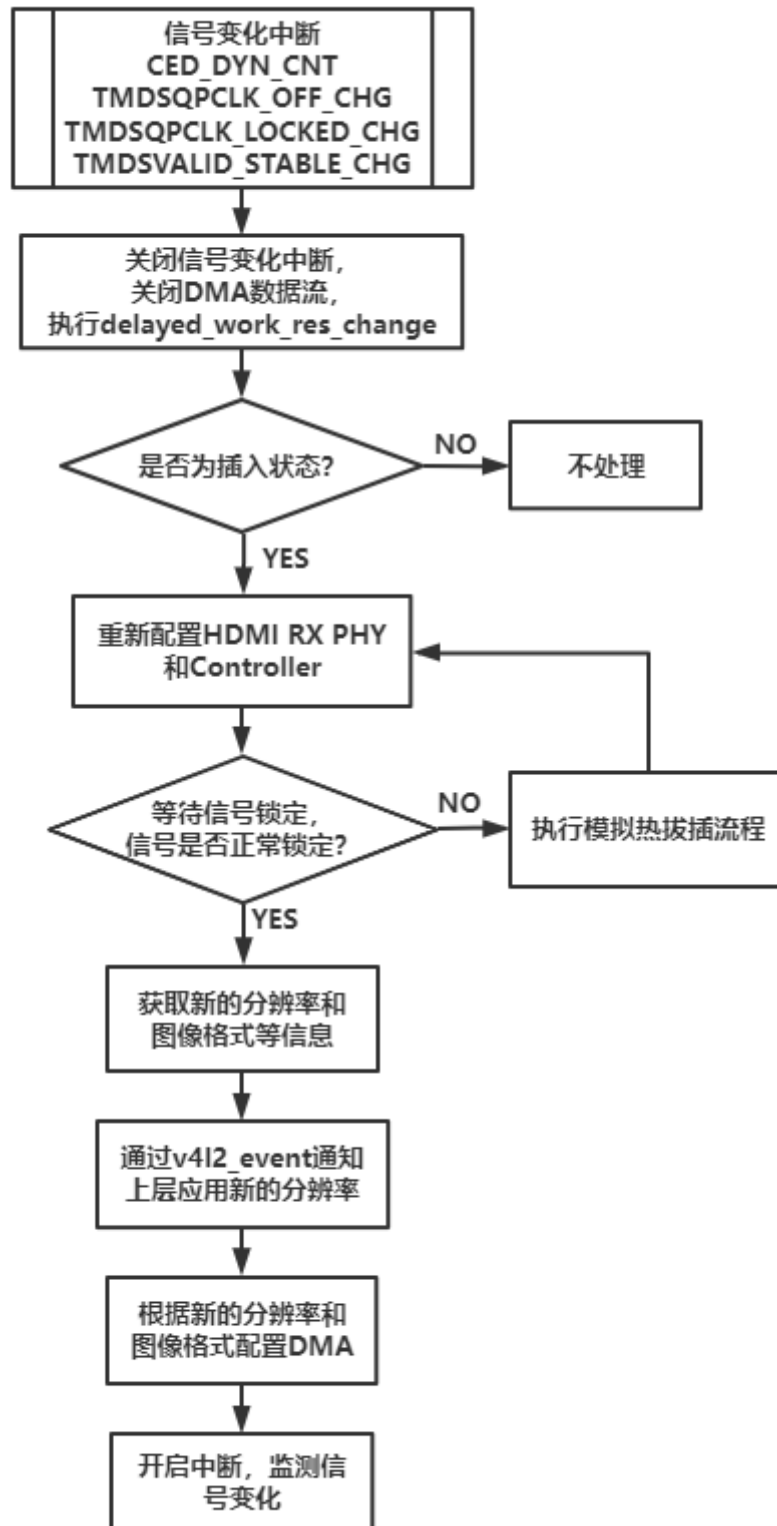 信号变化中断
CED_DYN_CNT
TMDSQPCLK_OFF_CHG
TMDSQPCLK_LOCKED_CHG
TMDSVALID_STABLE_CHG
关闭信号变化中断，
关闭DMA数据流，
执行delayed_work_res_change
是否为插入状态？
NO
不处理
YES
重新配置HDMI RX PHY
和Controller
等待信号锁定，
信号是否正常锁定？
NO
执行模拟热拔插流程
YES
获取新的分辨率和
图像格式等信息
通过v4l2_event通知
上层应用新的分辨率
根据新的分辨率和
图像格式配置DMA
开启中断，监测信
号变化